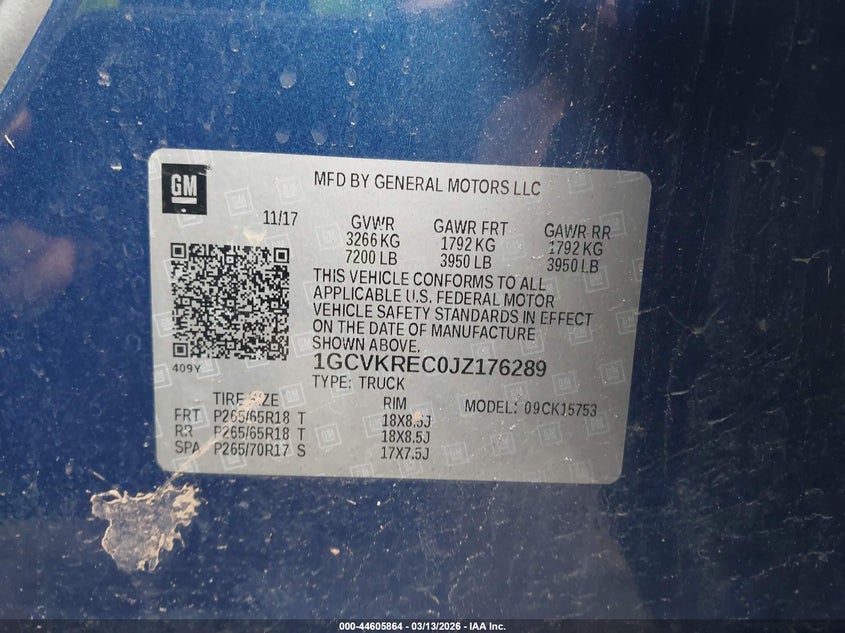 GM
MFD BY GENERAL MOTORS LLC
11/17
GVWR GAWR FRT GAWR RR
3266 KG 1792 KG 1792 KG
7200 LB 3950 LB 3950 LB
THIS VEHICLE CONFORMS TO ALL
APPLICABLE U.S. FEDERAL MOTOR
VEHICLE SAFETY STANDARDS IN EFFECT
ON THE DATE OF MANUFACTURE
SHOWN ABOVE.
409Y
1GCVKREC0JZ176289
TYPE: TRUCK
TIRE SIZE RIM MODEL: 09CK15753
FRT P265/65R18 T 18X8.5J
RR P265/65R18 T 18X8.5J
SPA P265/70R17 S 17X7.5J
000-44605864 - 03/13/2026 - IAA Inc.